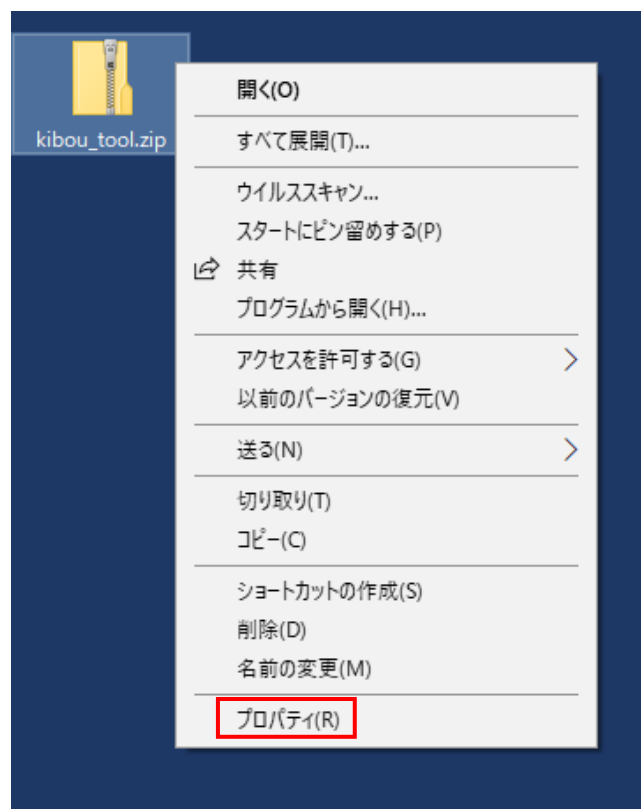 kibou_tool.zip
開く(O)
すべて展開(T)...
ウイルススキャン...
スタートにピン留めする(P)
共有
プログラムから開く(H)...
アクセスを許可する(G)
以前のバージョンの復元(V)
送る(N)
切り取り(T)
コピー(C)
ショートカットの作成(S)
削除(D)
名前の変更(M)
プロパティ(R)